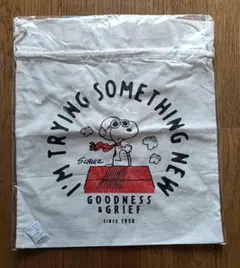 I'M TRYING SOMETHING NEW
SCHULZ
GOODNESS
& GRIEF
SINCE 1950